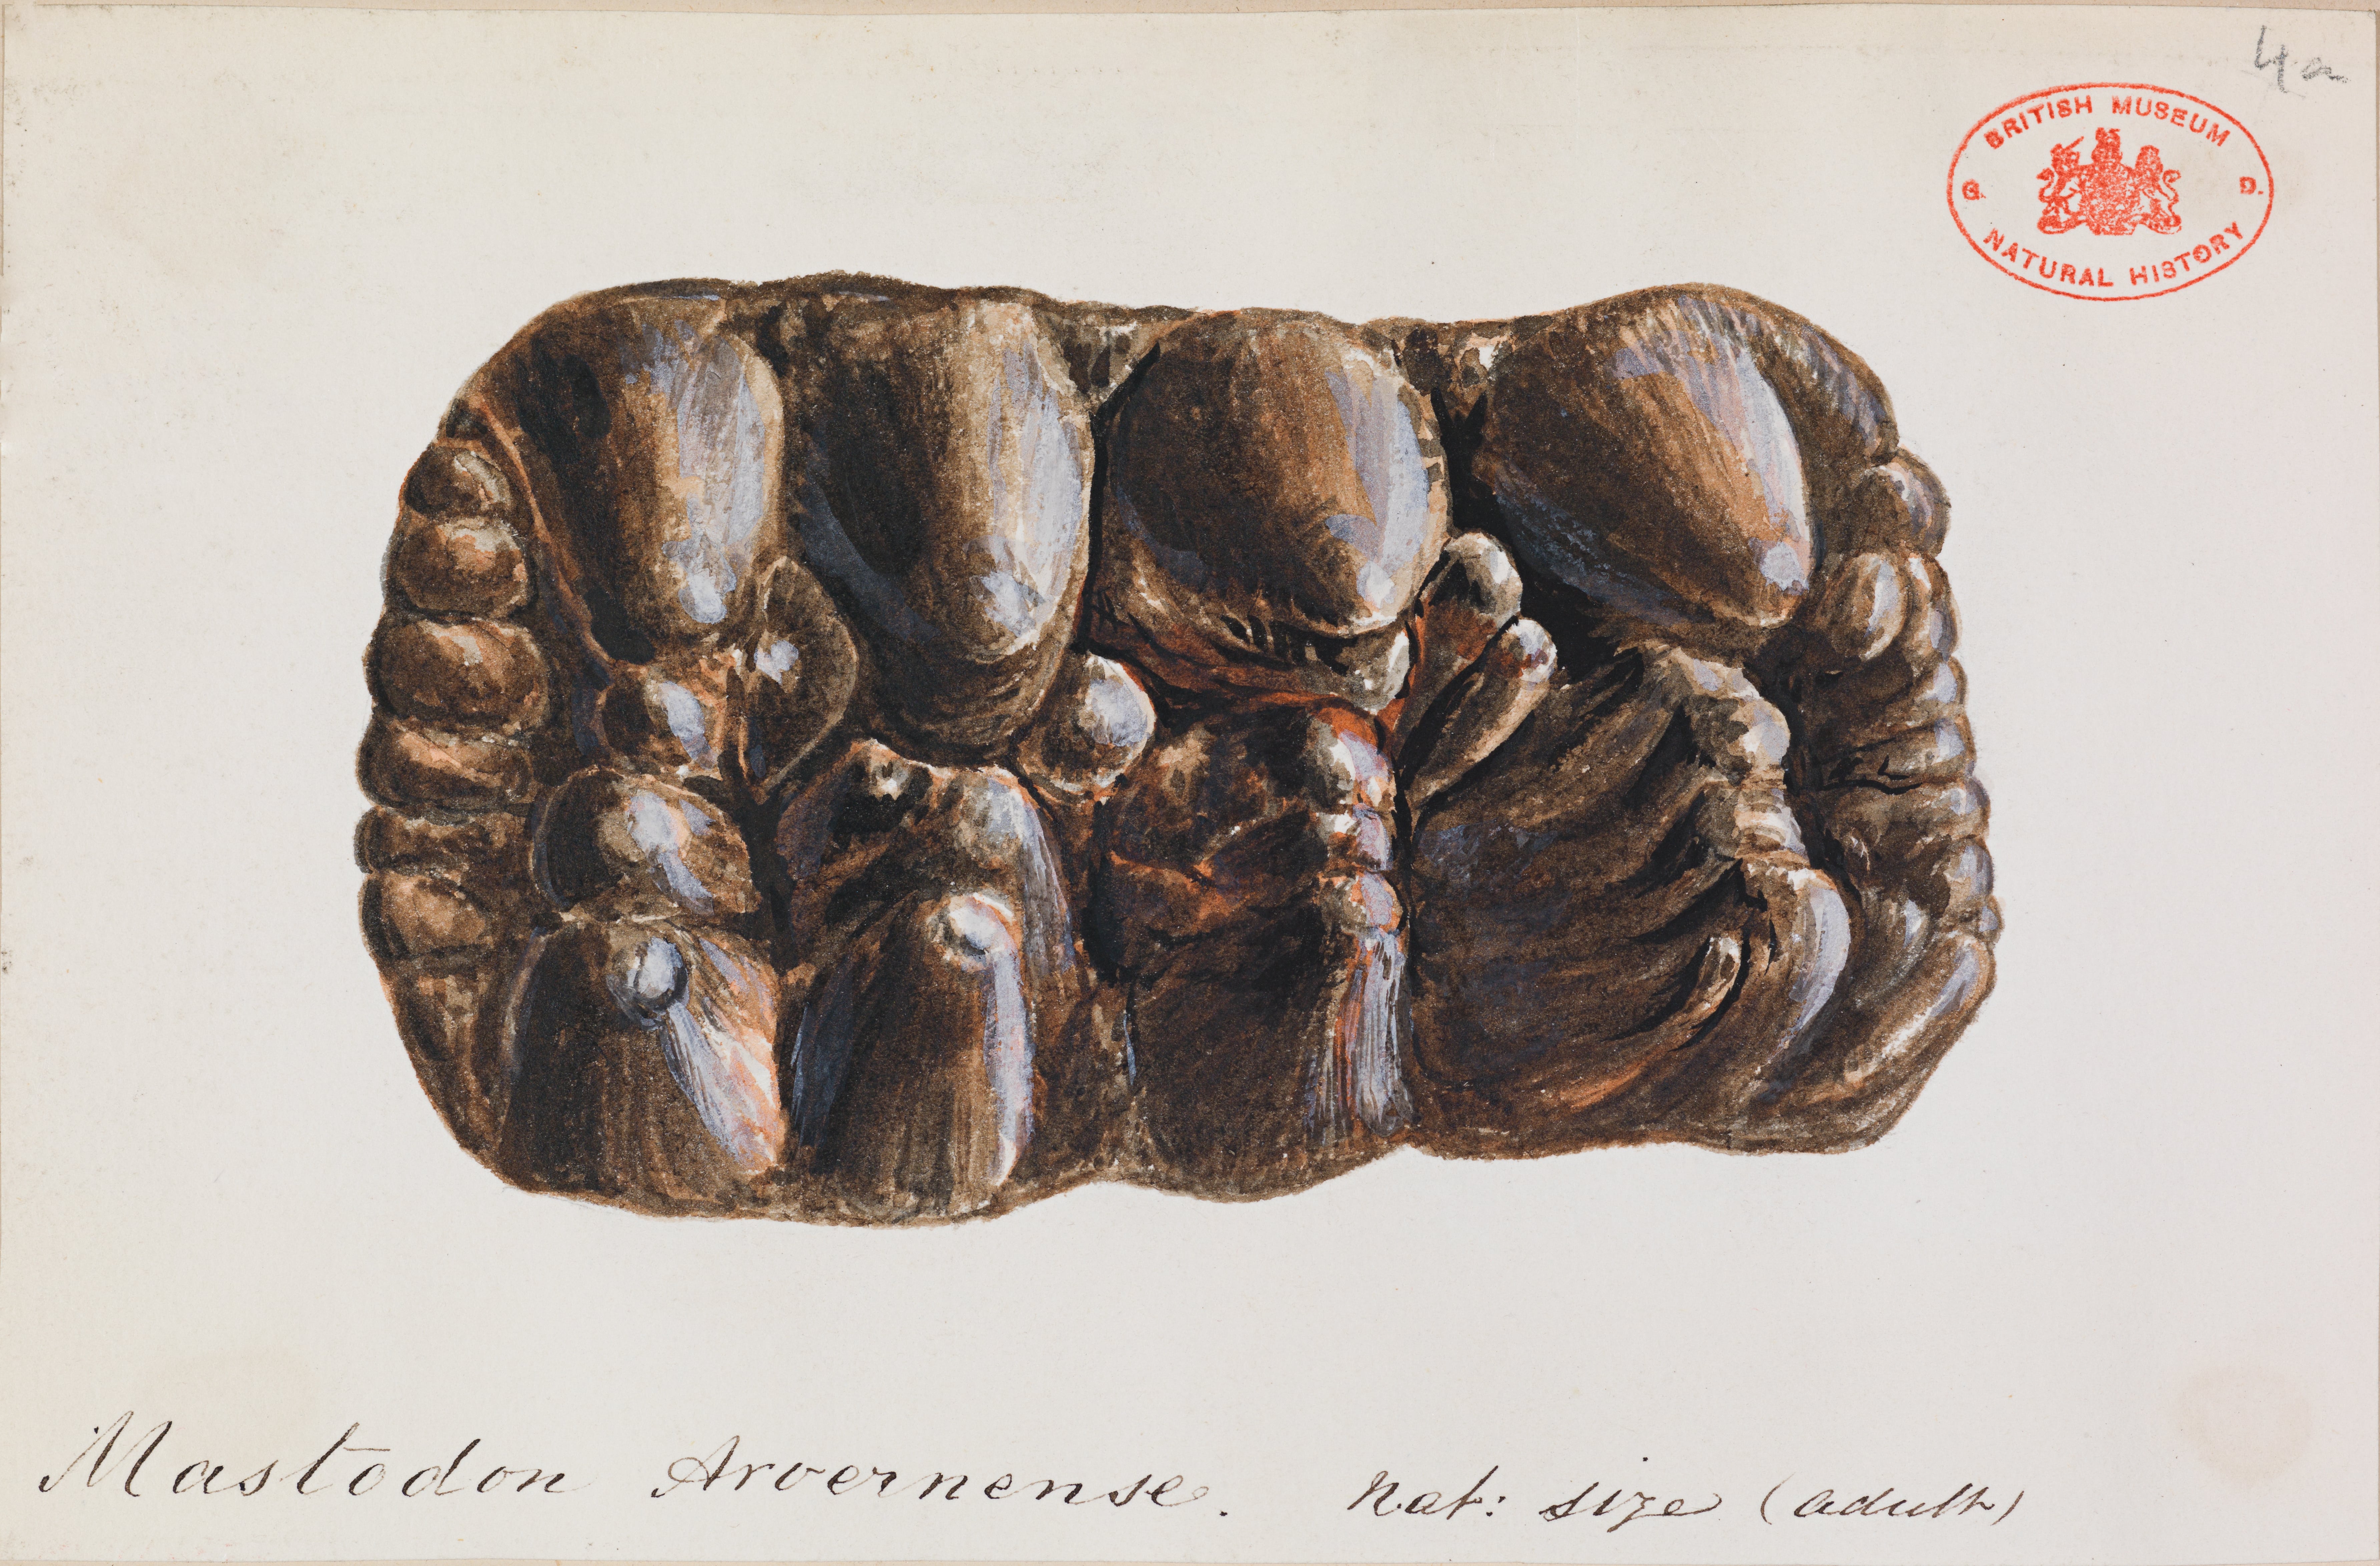 4a
BRITISH MUSEUM
G. D.
NATURAL HISTORY
Mastodon Arvernense. Nat: size (adult)